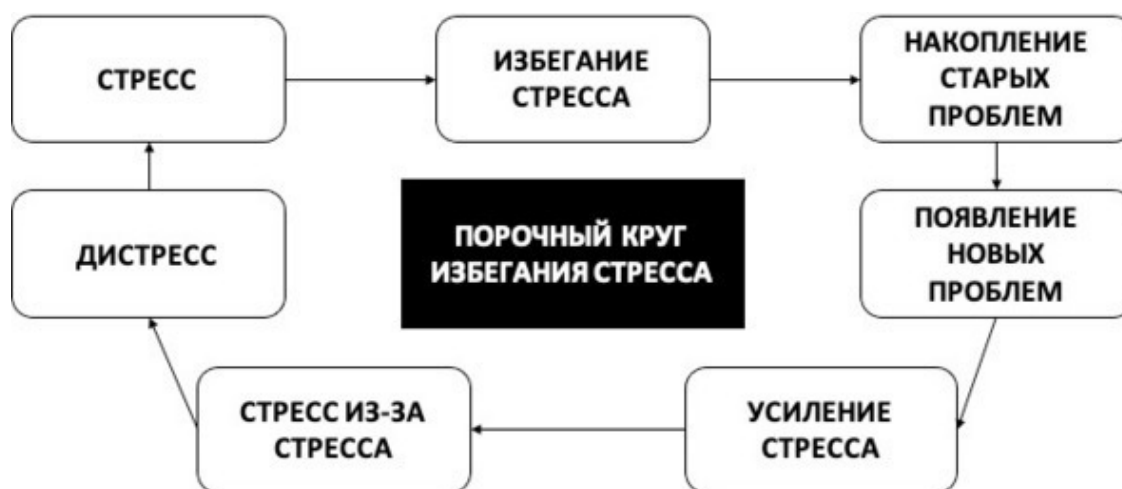 СТРЕСС
ИЗБЕГАНИЕ
СТРЕССА
НАКОПЛЕНИЕ
СТАРЫХ
ПРОБЛЕМ
ДИСТРЕСС
ПОРОЧНЫЙ КРУГ
ИЗБЕГАНИЯ СТРЕССА
ПОЯВЛЕНИЕ
НОВЫХ
ПРОБЛЕМ
СТРЕСС ИЗ-ЗА
СТРЕССА
УСИЛЕНИЕ
СТРЕССА